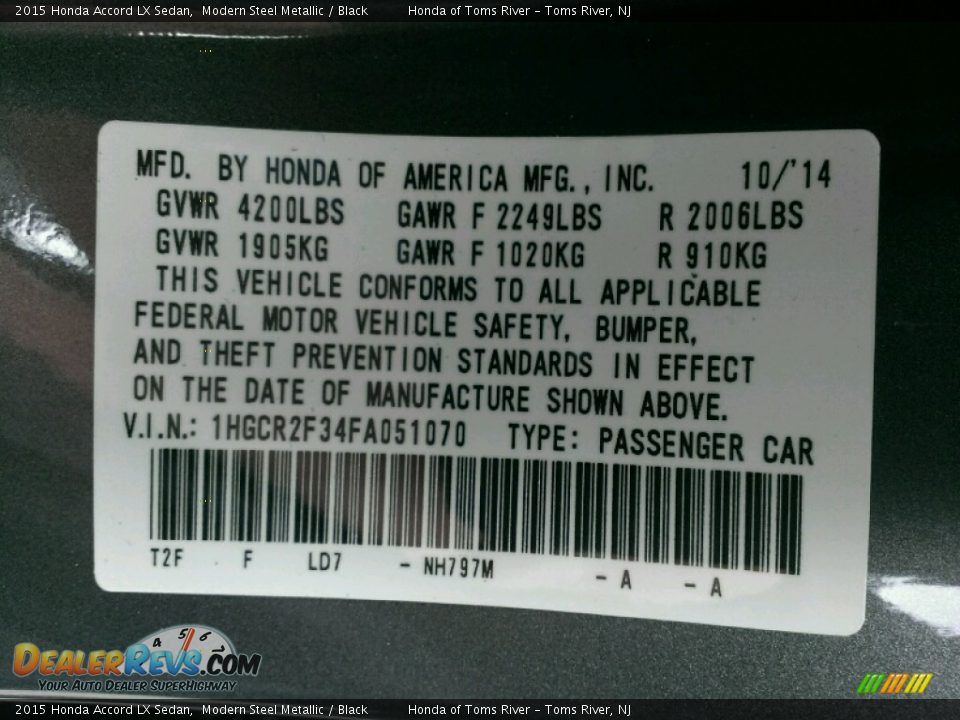 2015 Honda Accord LX Sedan, Modern Steel Metallic / Black Honda of Toms River - Toms River, NJ
MFD. BY HONDA OF AMERICA MFG., INC. 10/'14
GVWR 4200LBS GAWR F 2249LBS R 2006LBS
GVWR 1905KG GAWR F 1020KG R 910KG
THIS VEHICLE CONFORMS TO ALL APPLICABLE
FEDERAL MOTOR VEHICLE SAFETY, BUMPER,
AND THEFT PREVENTION STANDARDS IN EFFECT
ON THE DATE OF MANUFACTURE SHOWN ABOVE.
V.I.N.: 1HGCR2F34FA051070 TYPE: PASSENGER CAR
T2F F LD7 - NH797M - A - A
4 5 6 7
DEALERREVS.COM
YOUR AUTO DEALER SUPERHIGHWAY
2015 Honda Accord LX Sedan, Modern Steel Metallic / Black Honda of Toms River - Toms River, NJ